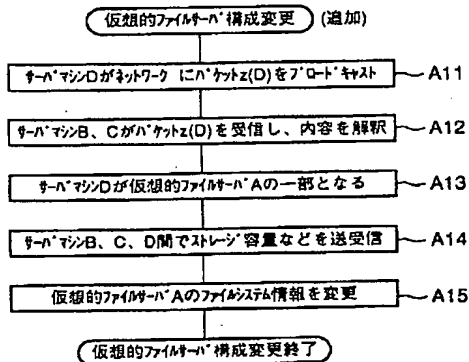 仮想的ファイルサーバ構成変更 (追加)
サーバマシンDがネットワーク にパケットz(D)をブロードキャスト A11
サーバマシンB、CがパケットZ(D)を受信し、内容を解釈 A12
サーバマシンDが仮想的ファイルサーバAの一部となる A13
サーバマシンB、C、D間でストレージ容量などを送受信 A14
仮想的ファイルサーバAのファイルシステム情報を変更 A15
仮想的ファイルサーバ構成変更終了